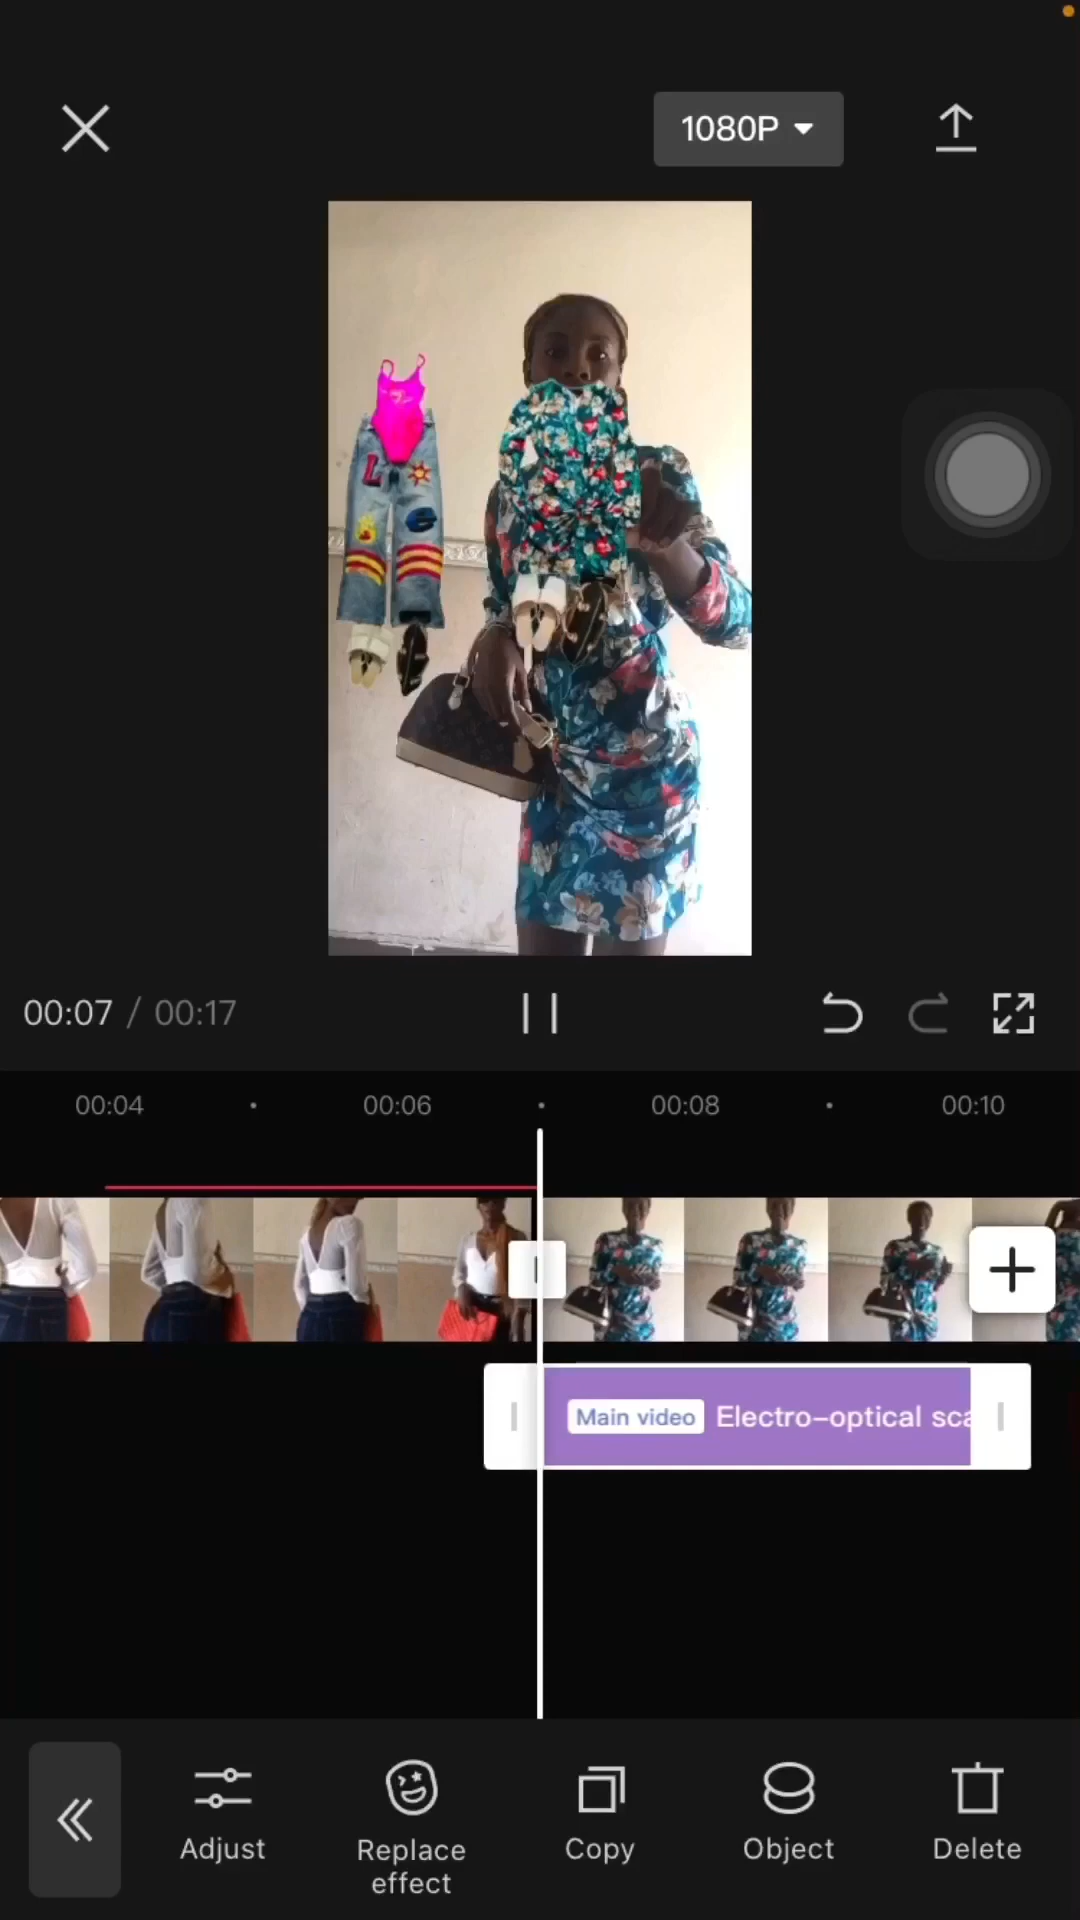 1080P
00:07 / 00:17
00:04 00:06 00:08 00:10
Main video Electro-optical sca
Adjust
Replace
effect
Copy
Object
Delete